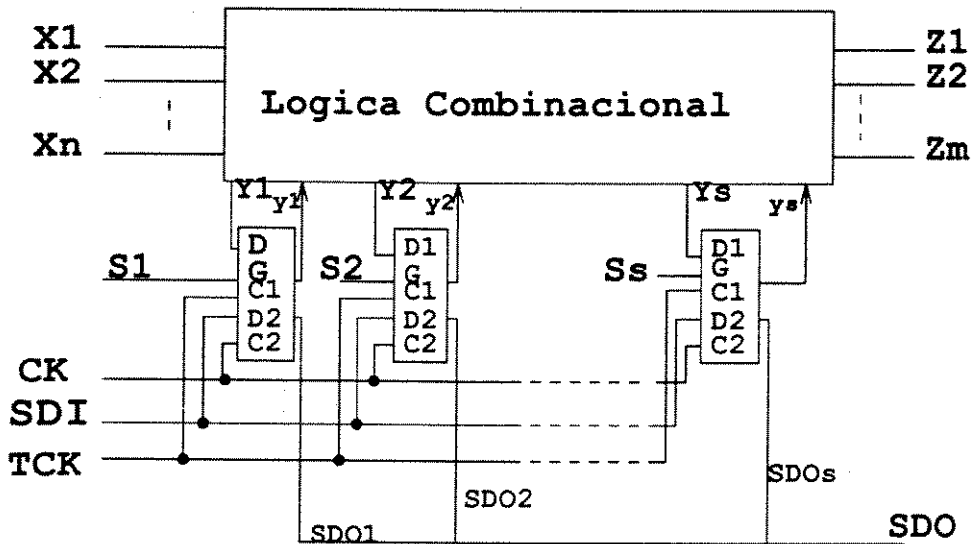 X1
X2
Xn
Logica Combinacional
Z1
Z2
Zm
Y1
y1
Y2
y2
Ys
ys
S1
D
G
C1
D2
C2
S2
D1
G
C1
D2
C2
Ss
D1
G
C1
D2
C2
CK
SDI
TCK
SDO1
SDO2
SDOs
SDO